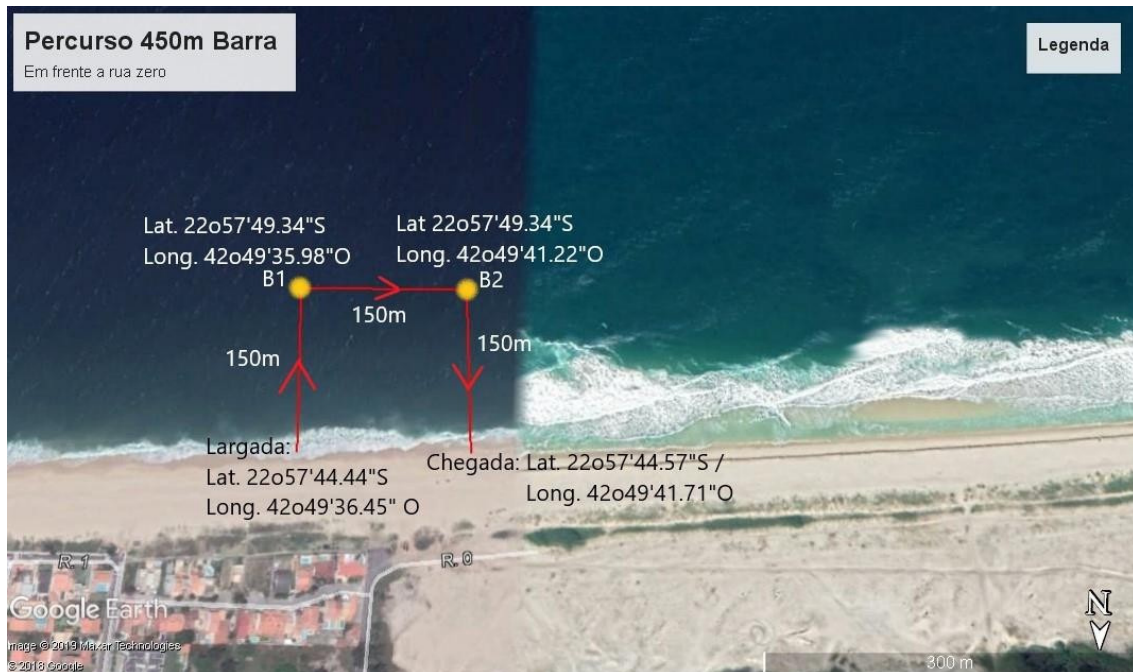 Percurso 450m Barra
Em frente a rua zero
Legenda
Lat. 22o57'49.34"S
Long. 42o49'35.98"O
B1
Lat 22o57'49.34"S
Long. 42o49'41.22"O
B2
150m
150m
150m
Largada:
Lat. 22o57'44.44"S
Long. 42o49'36.45" O
Chegada: Lat. 22o57'44.57"S /
Long. 42o49'41.71"O
R. 1
R. 0
Google Earth
Image © 2019 Maxar Technologies
© 2018 Google
N
300 m